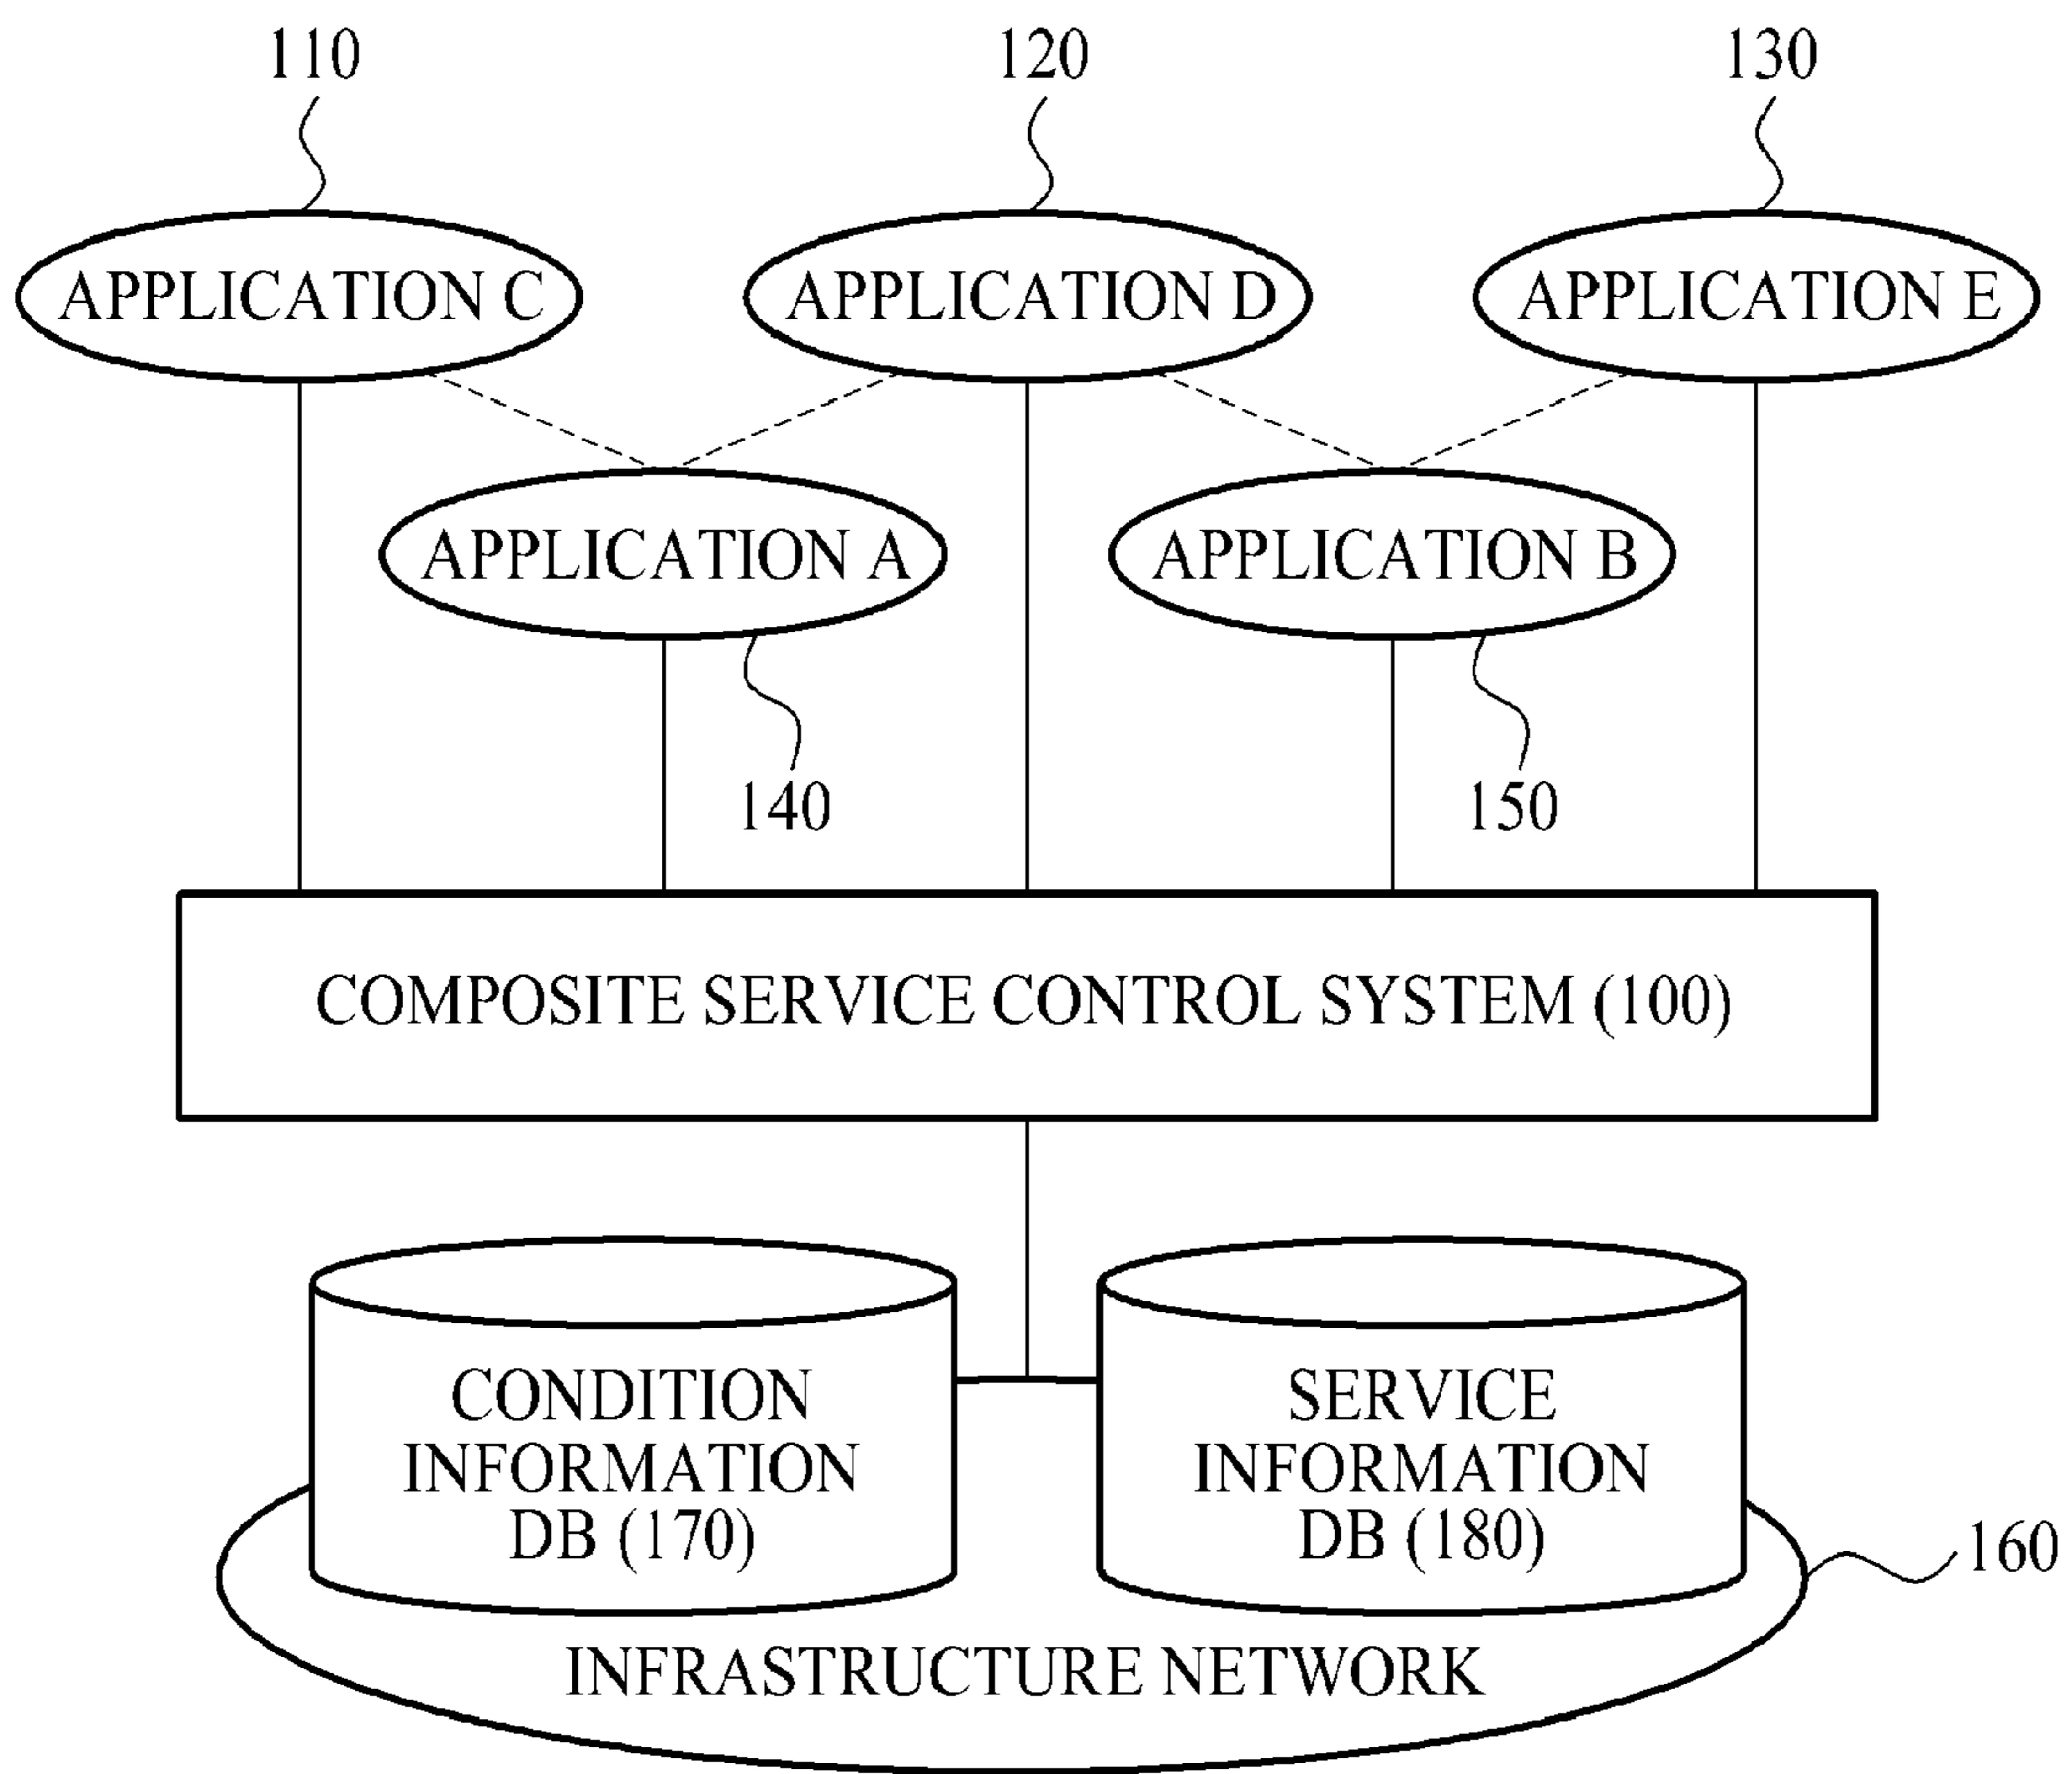 110
120
130
APPLICATION C
APPLICATION D
APPLICATION E
APPLICATION A
APPLICATION B
140
150
COMPOSITE SERVICE CONTROL SYSTEM (100)
CONDITION
INFORMATION
DB (170)
SERVICE
INFORMATION
DB (180)
160
INFRASTRUCTURE NETWORK